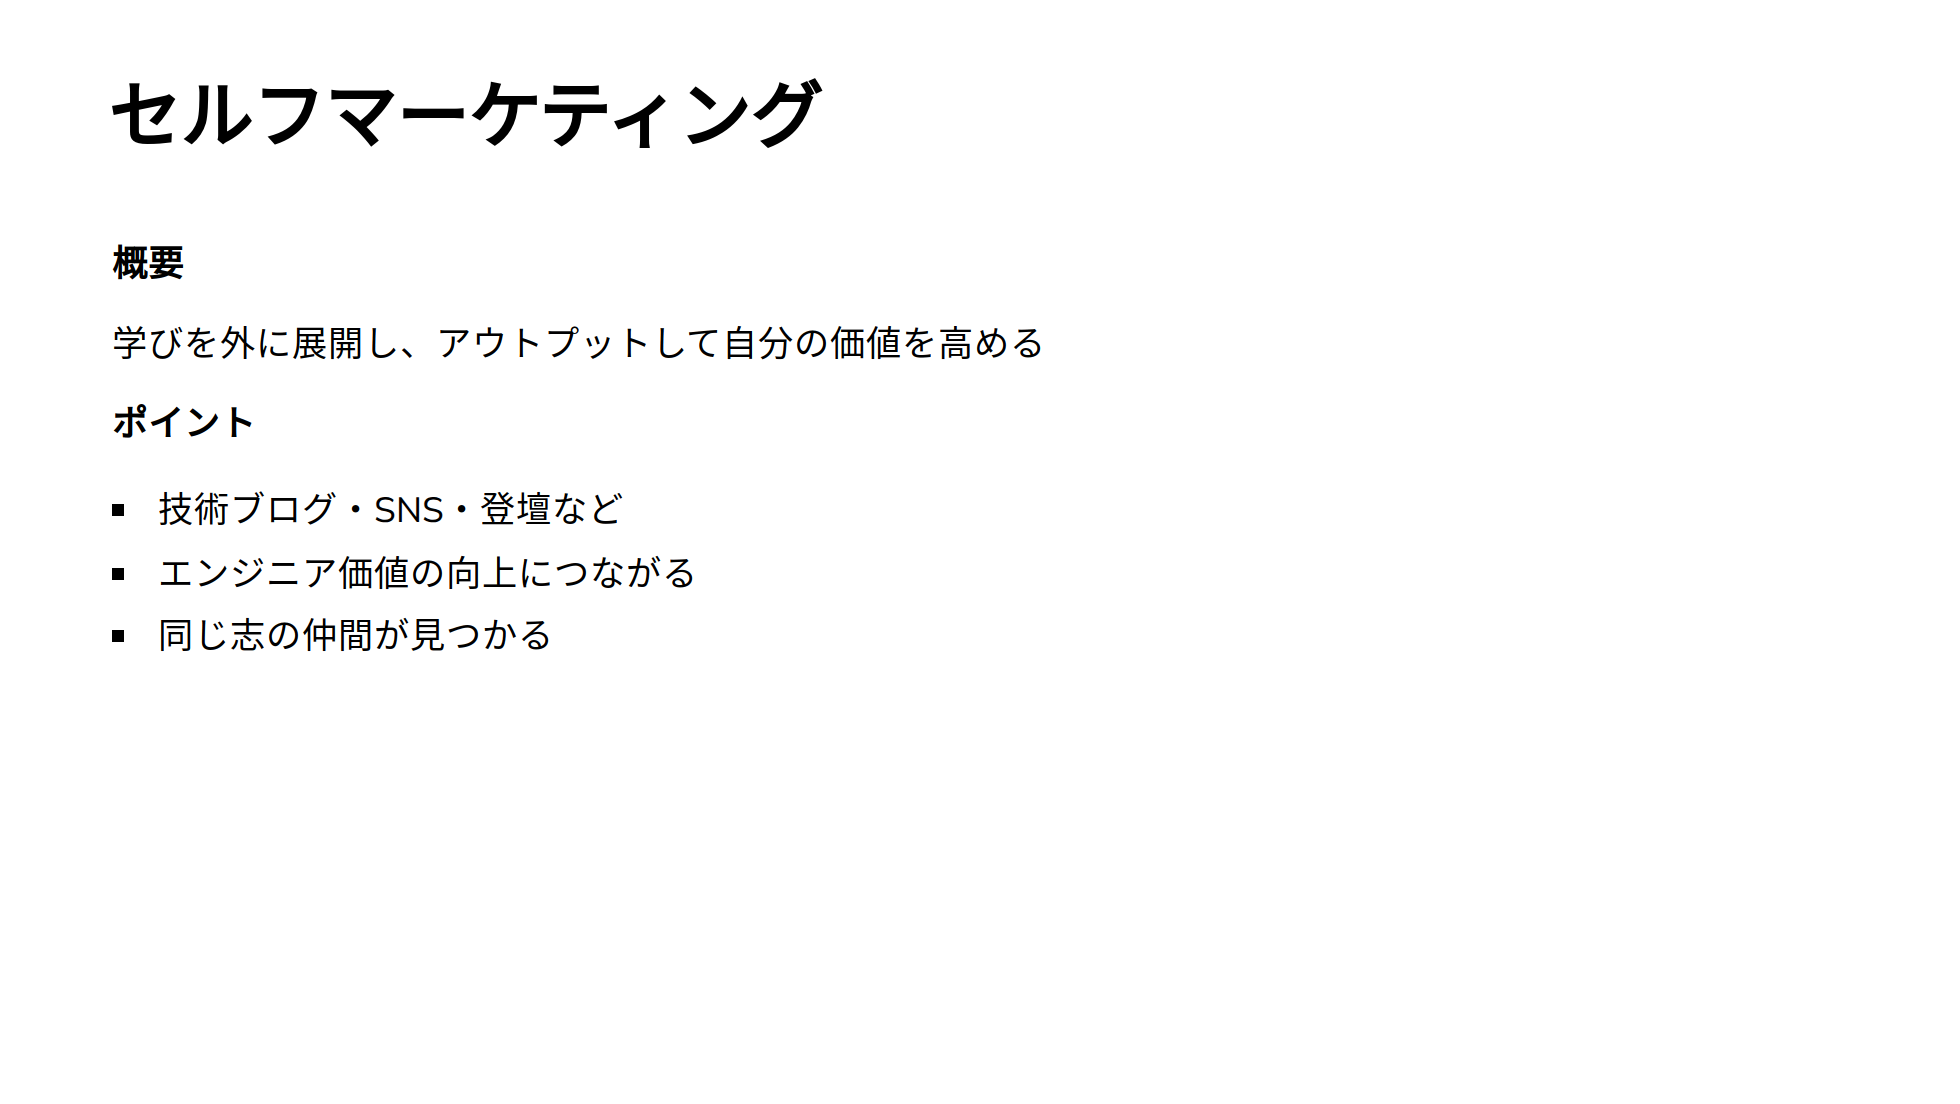 セルフマーケティング
概要
学びを外に展開し、アウトプットして自分の価値を高める
ポイント
技術ブログ・SNS・登壇など
エンジニア価値の向上につながる
同じ志の仲間が見つかる